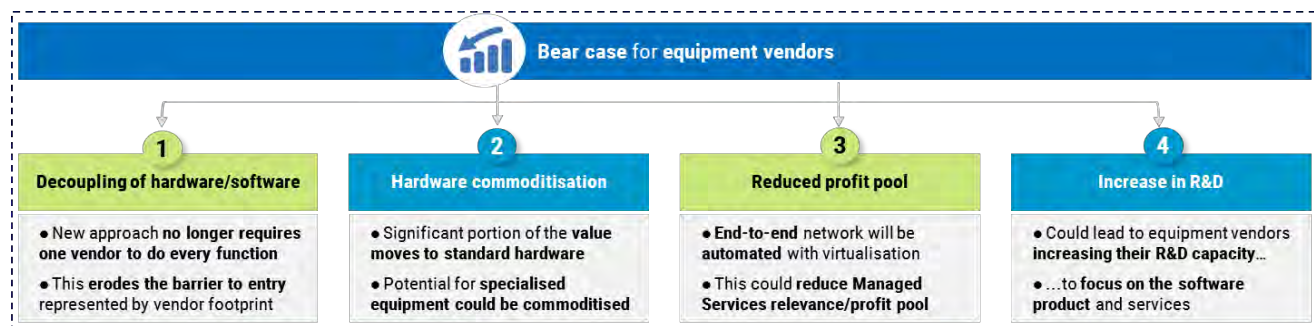 Bear case for equipment vendors
1
Decoupling of hardware/software
● New approach no longer requires
one vendor to do every function
● This erodes the barrier to entry
represented by vendor footprint
2
Hardware commoditisation
● Significant portion of the value
moves to standard hardware
● Potential for specialised
equipment could be commoditised
3
Reduced profit pool
● End-to-end network will be
automated with virtualisation
● This could reduce Managed
Services relevance/profit pool
4
Increase in R&D
● Could lead to equipment vendors
increasing their R&D capacity…
● …to focus on the software
product and services